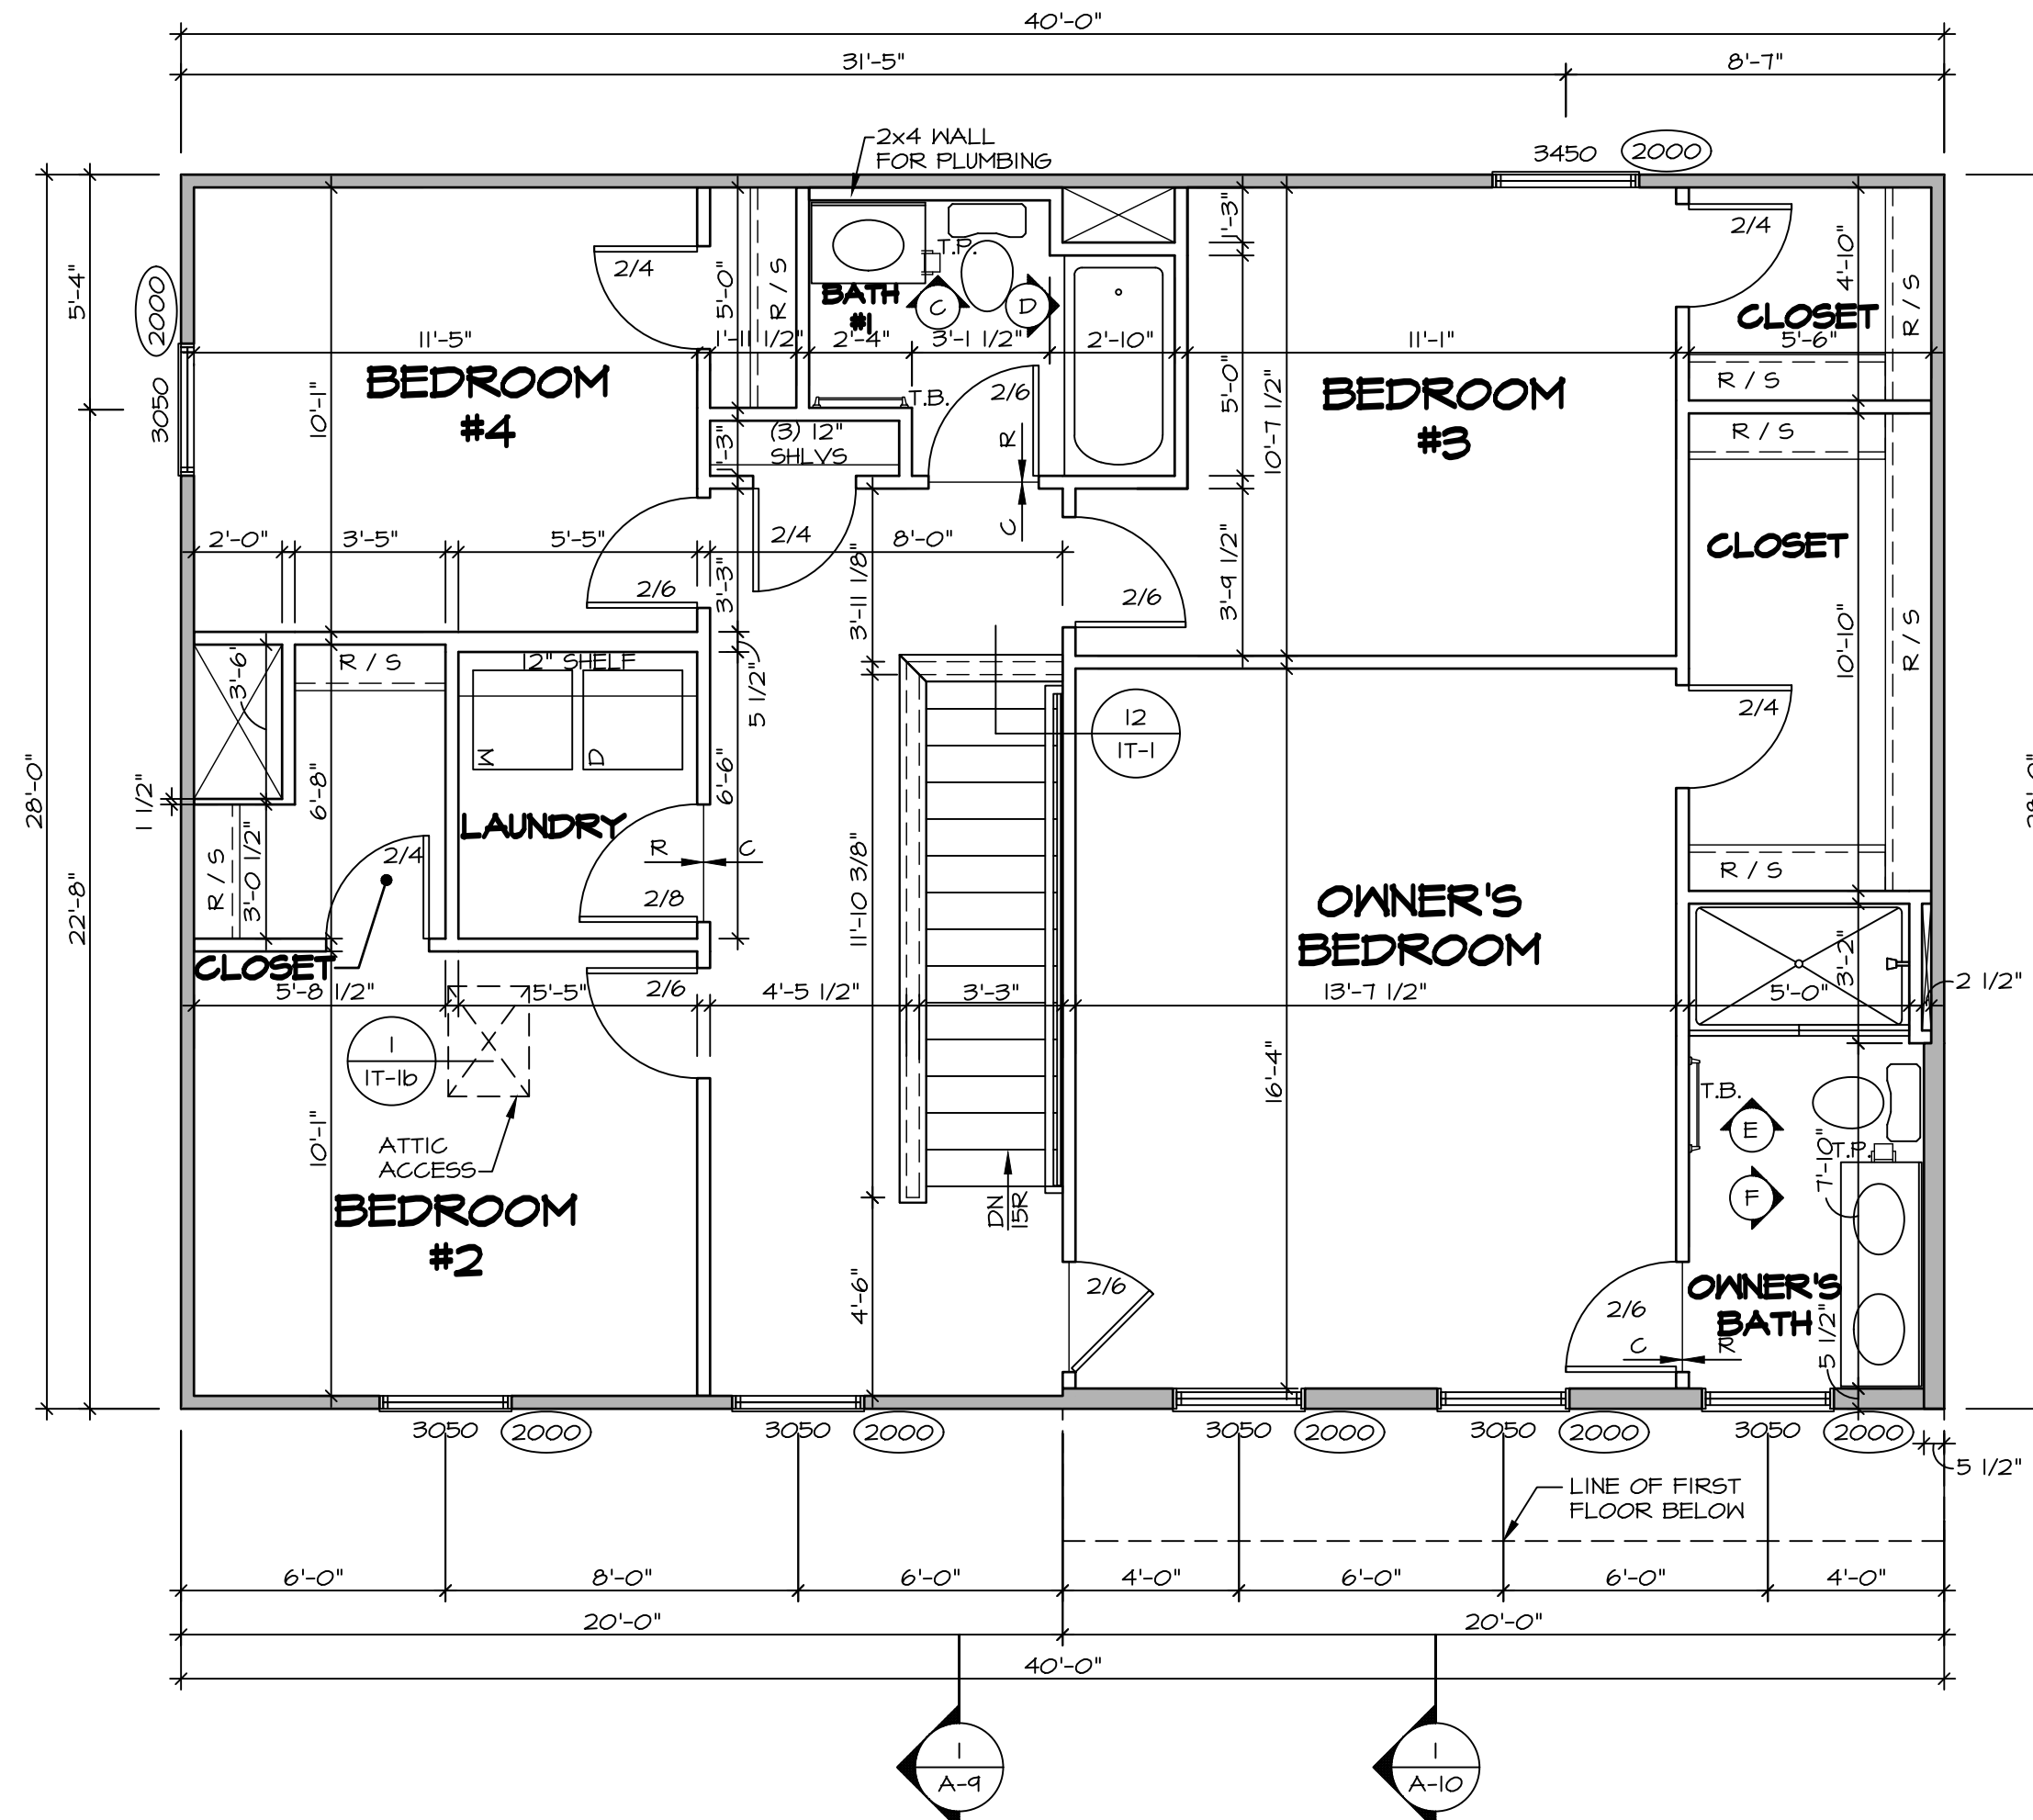 40'-0"
31'-5"
8'-7"
2x4 WALL
FOR PLUMBING
3450
2000
5'-4"
2000
3050
2/4
5'-0"
R / S
T.P.
BATH
#1
C
D
1'-3"
2/4
4'-10"
CLOSET
R / S
11'-5"
1'-11 1/2"
2'-4"
3'-1 1/2"
2'-10"
11'-1"
5'-6"
BEDROOM
#4
10'-1"
T.B.
2/6
5'-0"
10'-7 1/2"
BEDROOM
#3
R / S
R / S
(3) 12"
SHLVS
R
C
2'-0"
3'-5"
5'-5"
2/4
8'-0"
CLOSET
2/6
3'-3"
3'-11 1/8"
2/6
3'-9 1/2"
10'-10"
R / S
3'-6"
R / S
12" SHELF
5 1/2"
12
1T-1
2/4
W
D
28'-0"
1 1/2"
6'-8"
6'-6"
LAUNDRY
R
C
2/4
R / S
3'-0 1/2"
2/8
22'-8"
11'-10 3/8"
OWNER'S
BEDROOM
R / S
CLOSET
5'-8 1/2"
5'-5"
2/6
4'-5 1/2"
3'-3"
13'-7 1/2"
5'-0"
3'-2"
2 1/2"
1
1T-1b
16'-4"
T.B.
E
10'-1"
ATTIC
ACCESS
7'-10"
T.P.
F
BEDROOM
#2
DN
15R
4'-6"
2/6
2/6
OWNER'S
BATH
C
R
5 1/2"
3050
2000
3050
2000
3050
2000
3050
2000
3050
2000
5 1/2"
LINE OF FIRST
FLOOR BELOW
6'-0"
8'-0"
6'-0"
4'-0"
6'-0"
6'-0"
4'-0"
20'-0"
20'-0"
40'-0"
1
A-9
1
A-10